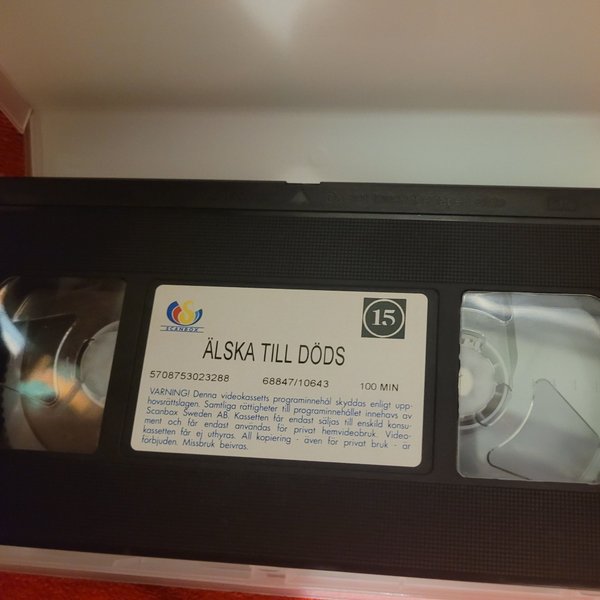 SCANBOX
15
ÄLSKA TILL DÖDS
5708753023288 68847/10643 100 MIN
VARNING! Denna videokassetts programinnehål skyddas enligt upp-
hovsrättslagen. Samtliga rättigheter till programinnehållet innehavs av
Scanbox Sweden AB. Kassetten får endast säljas till enskild konsu-
ment och får endast användas för privat hemvideobruk. Video-
kassetten får ej uthyras. All kopiering - även för privat bruk - är
förbjuden. Missbruk beivras.